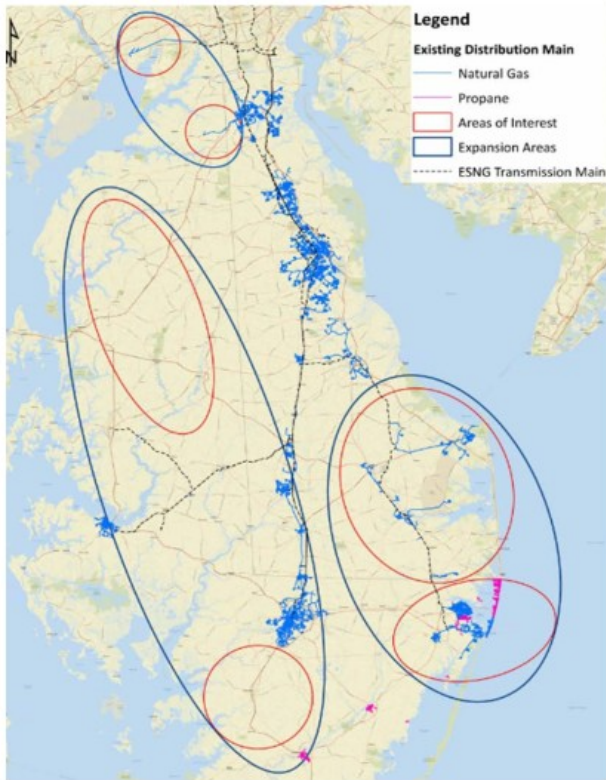 Legend
Existing Distribution Main
Natural Gas
Propane
Areas of Interest
Expansion Areas
ESNG Transmission Main